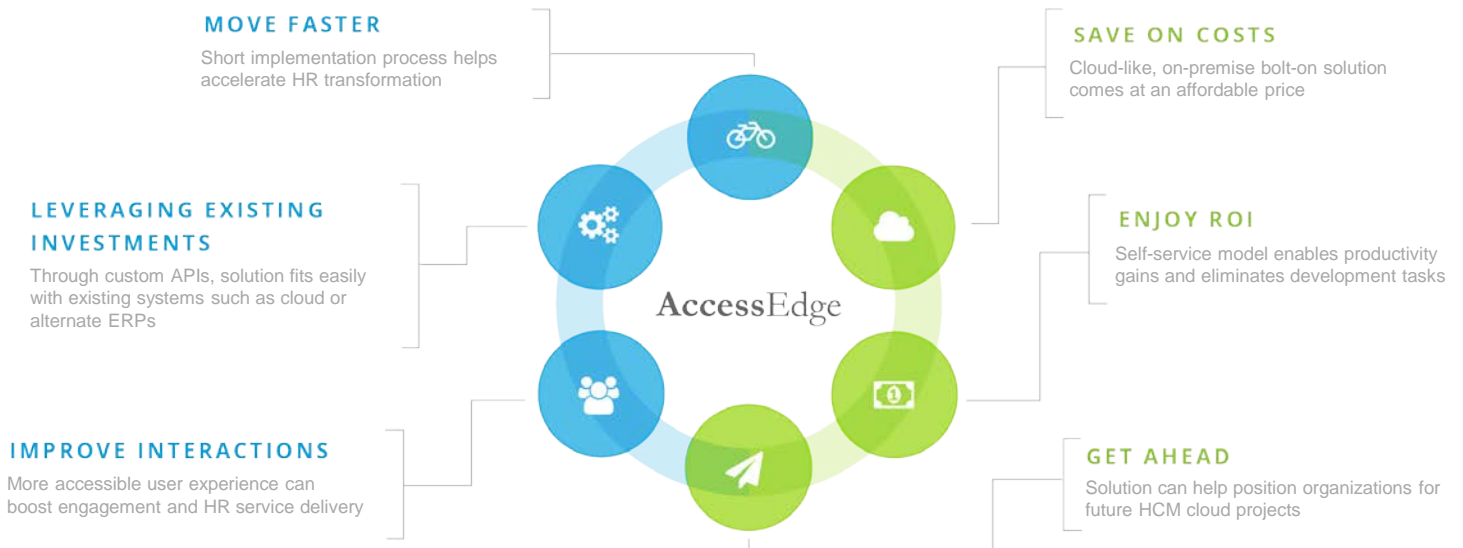 MOVE FASTER
Short implementation process helps
accelerate HR transformation
SAVE ON COSTS
Cloud-like, on-premise bolt-on solution
comes at an affordable price
LEVERAGING EXISTING
INVESTMENTS
Through custom APIs, solution fits easily
with existing systems such as cloud or
alternate ERPs
ENJOY ROI
Self-service model enables productivity
gains and eliminates development tasks
AccessEdge
1
IMPROVE INTERACTIONS
More accessible user experience can
boost engagement and HR service delivery
GET AHEAD
Solution can help position organizations for
future HCM cloud projects